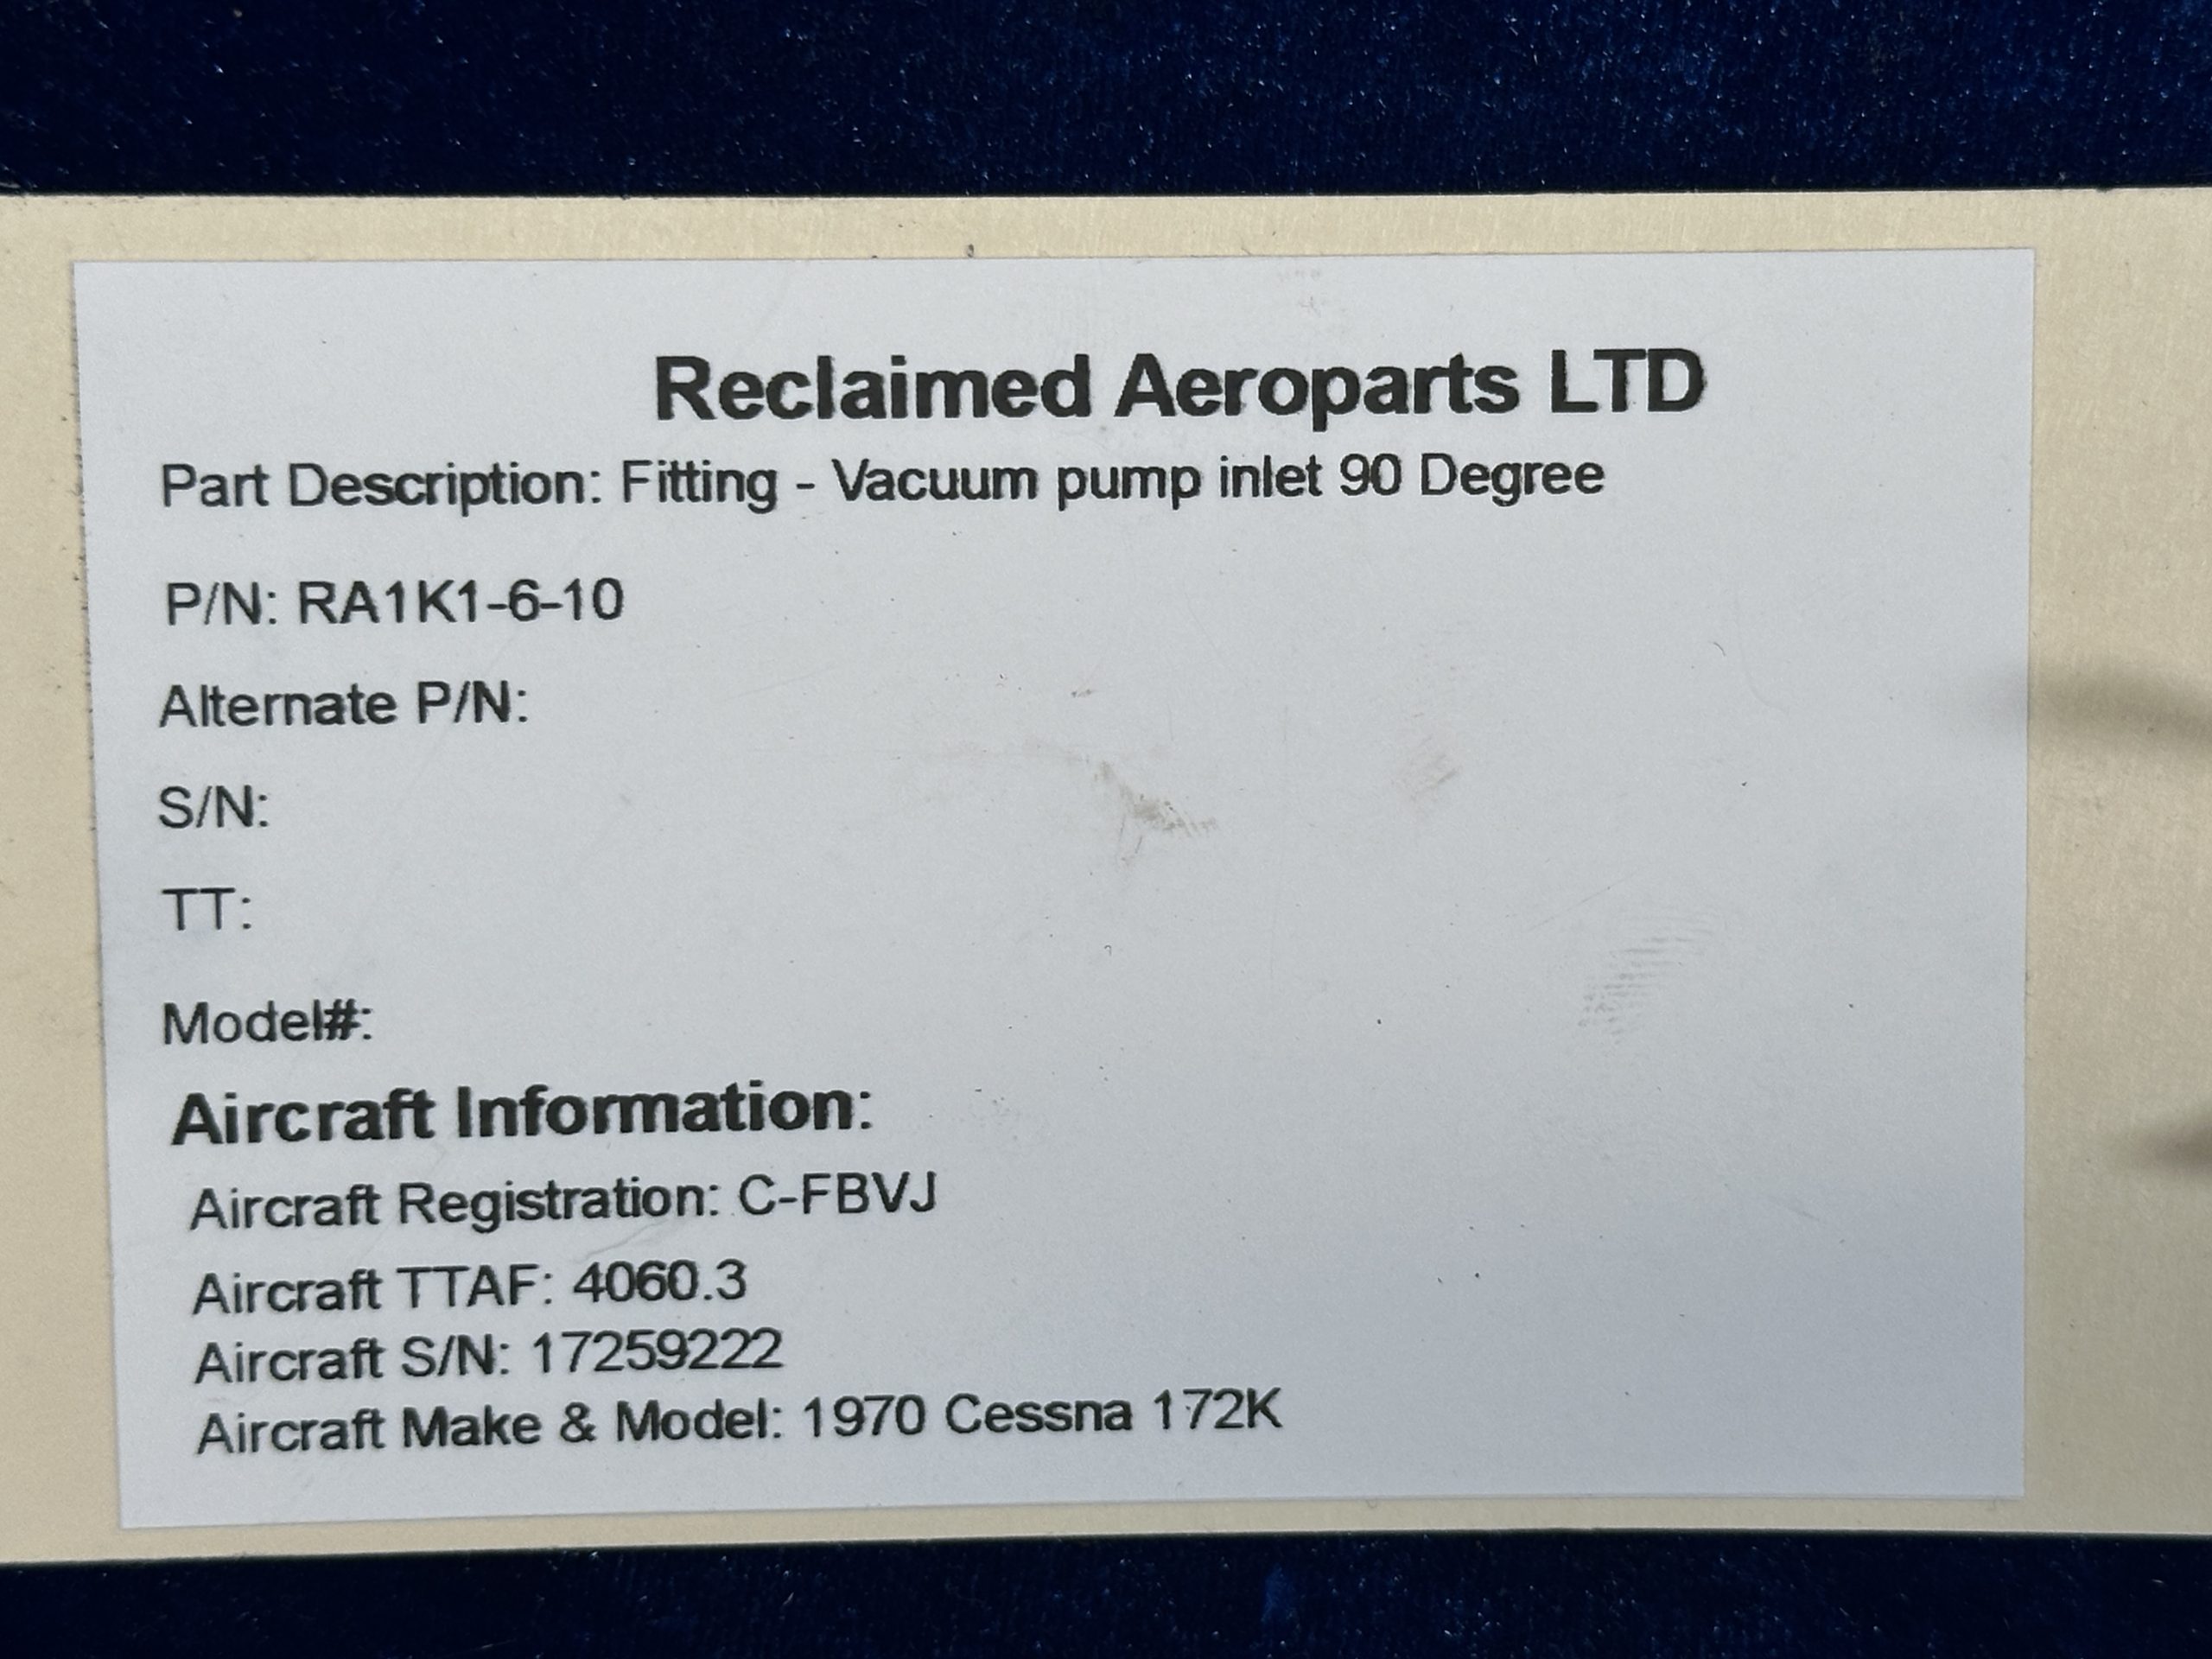 Reclaimed Aeroparts LTD
Part Description: Fitting - Vacuum pump inlet 90 Degree
P/N: RA1K1-6-10
Alternate P/N:
S/N:
TT:
Model#:
Aircraft Information:
Aircraft Registration: C-FBVJ
Aircraft TTAF: 4060.3
Aircraft S/N: 17259222
Aircraft Make & Model: 1970 Cessna 172K